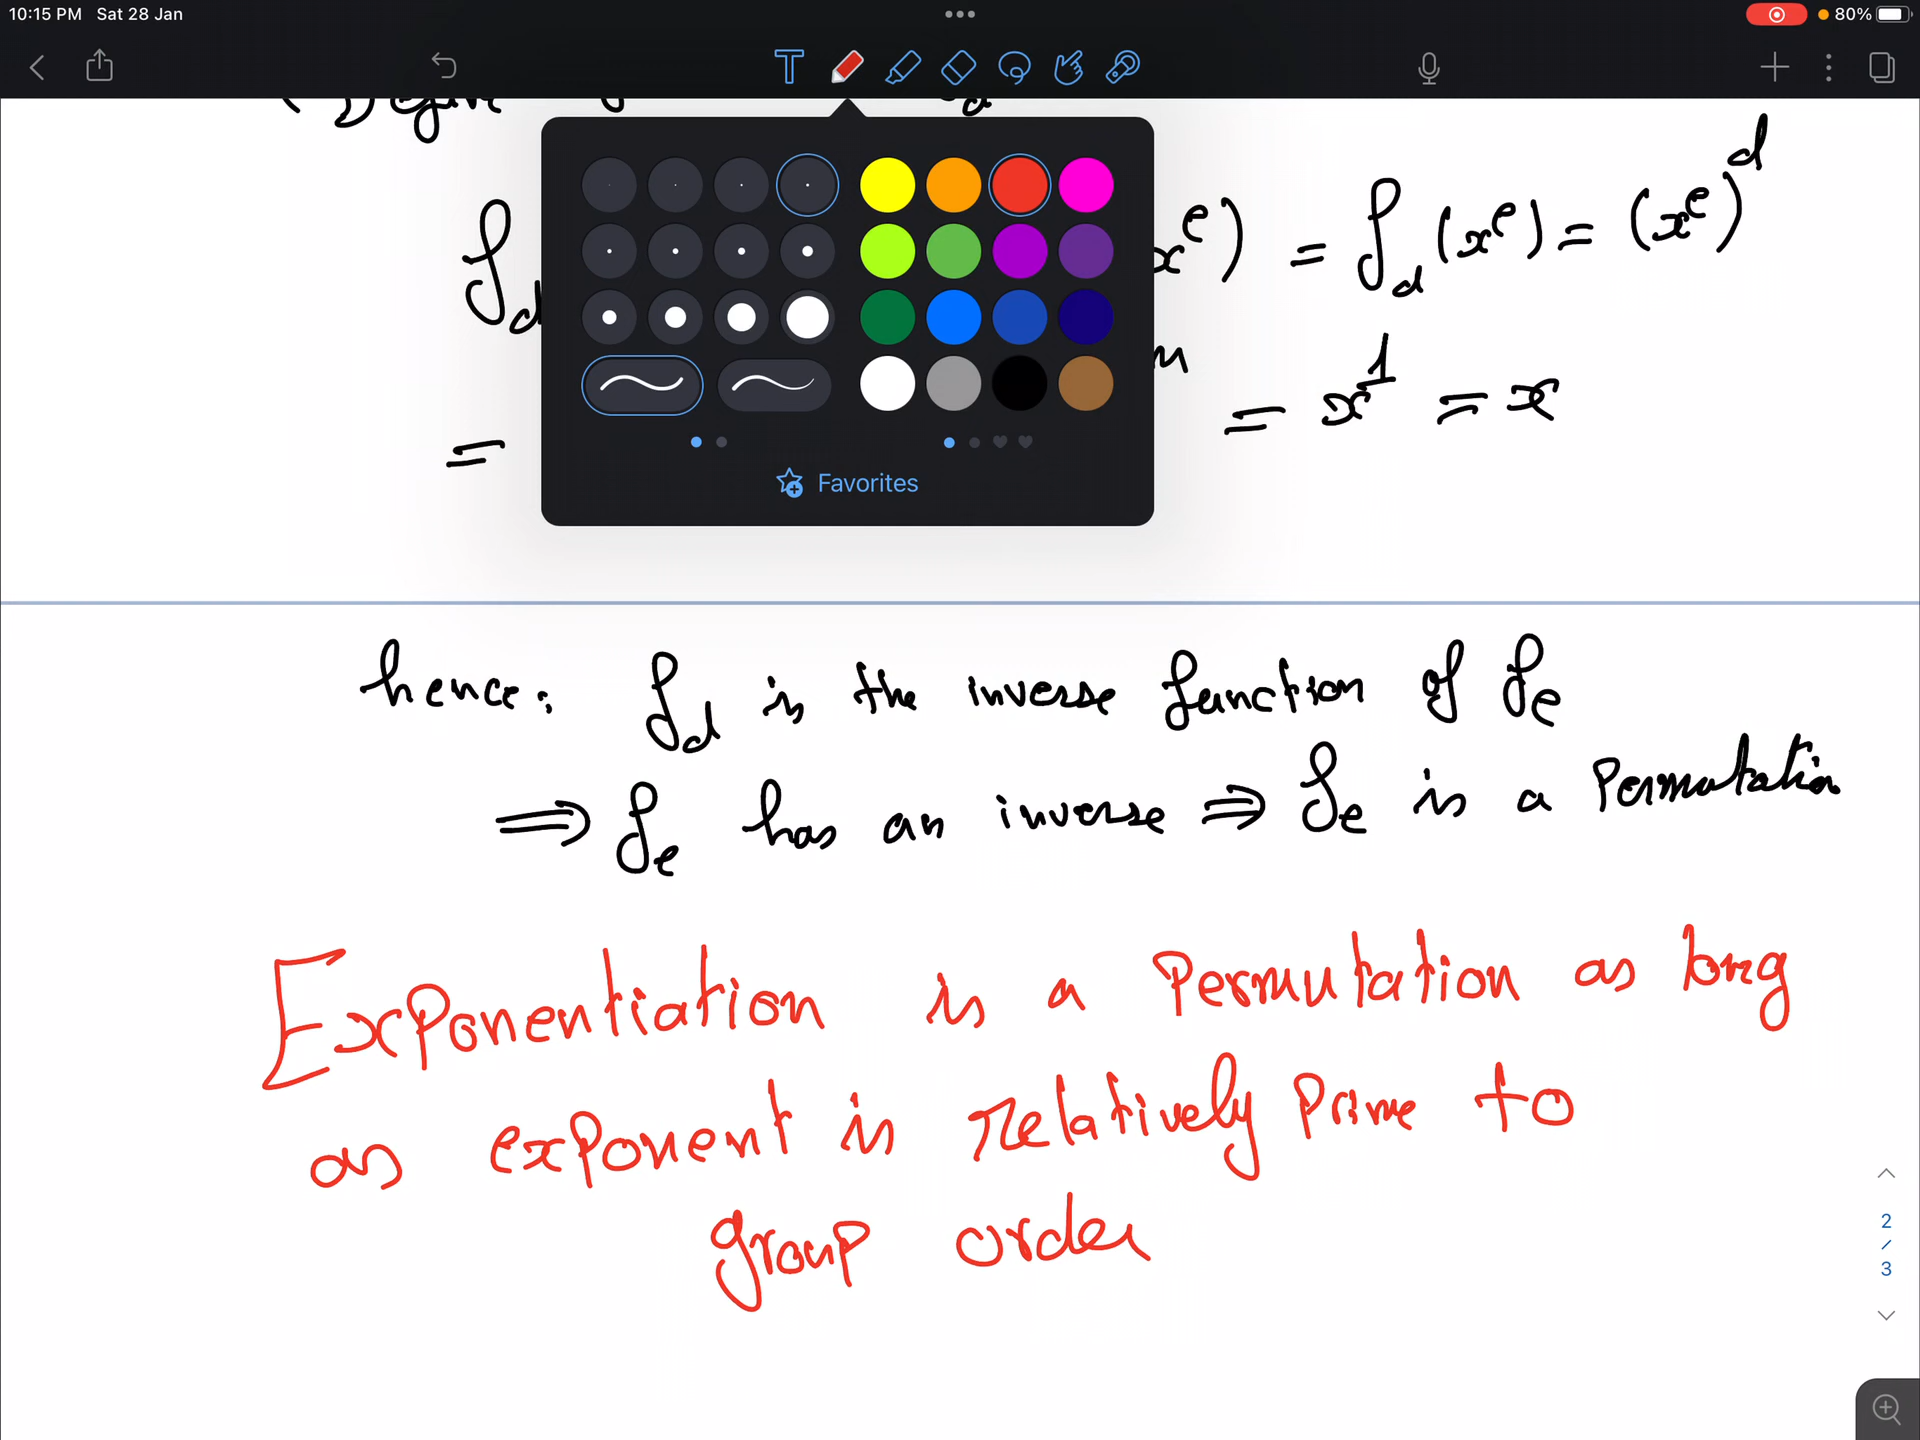 10:15 PM Sat 28 Jan
80%
(Define
f_d (x^e) = f_d (x^e) = (x^e)^d
= = x^1 = x
Favorites
hence: f_d is the inverse function of f_e
⇒ f_e has an inverse ⇒ f_e is a Permutation
Exponentiation is a Permutation as long
as exponent is relatively Prime to
group order
2
/
3